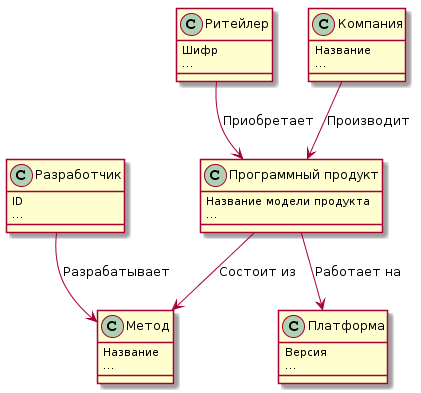 C Ритейлер
Шифр
...
C Компания
Название
...
Приобретает
Производит
C Разработчик
ID
...
C Программный продукт
Название модели продукта
...
Разрабатывает
Состоит из
Работает на
C Метод
Название
...
C Платформа
Версия
...